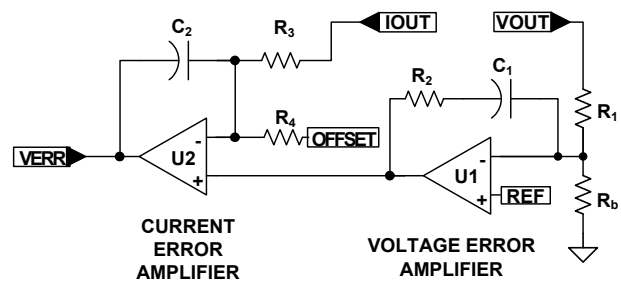 C2
R3
IOUT
VOUT
R2
C1
R1
R4
OFFSET
-
-
VERR
U2
U1
+
+
REF
Rb
CURRENT
ERROR
AMPLIFIER
VOLTAGE ERROR
AMPLIFIER